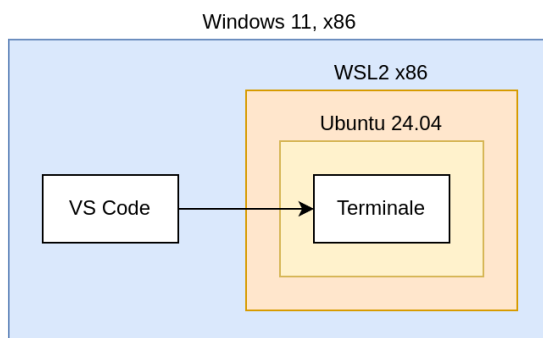 Windows 11, x86
WSL2 x86
Ubuntu 24.04
VS Code
Terminale